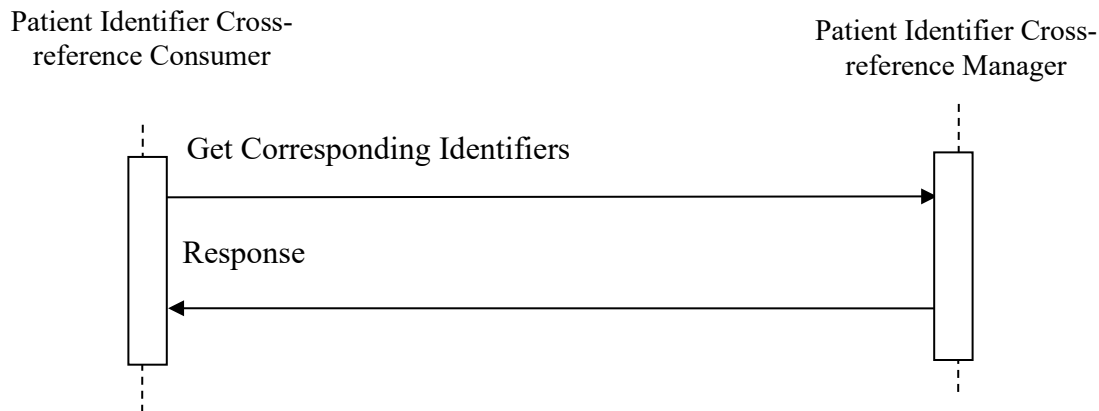 Patient Identifier Cross-
reference Consumer
Patient Identifier Cross-
reference Manager
Get Corresponding Identifiers
Response